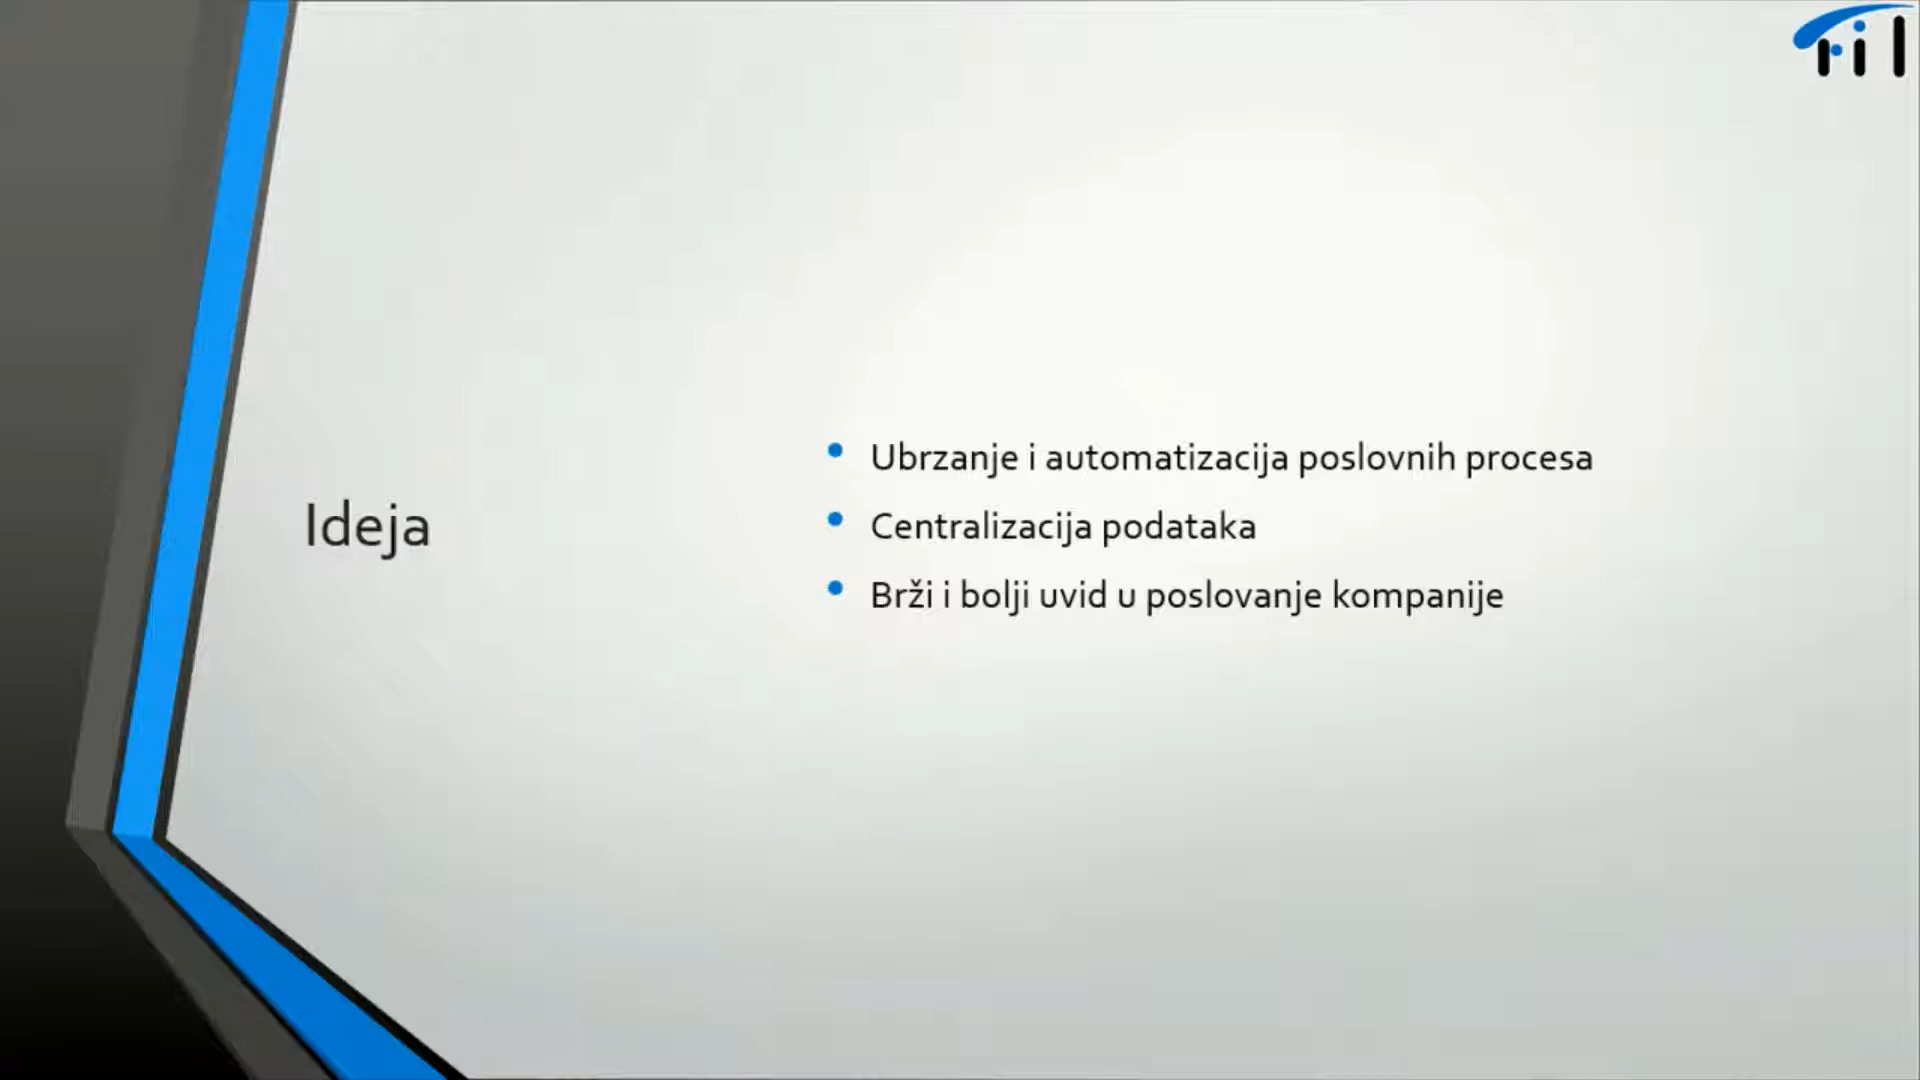 Ideja
Ubrzanje i automatizacija poslovnih procesa
Centralizacija podataka
Brži i bolji uvid u poslovanje kompanije